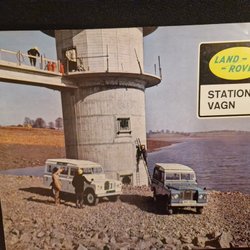 LAND-
-ROVER
STATION
VAGN